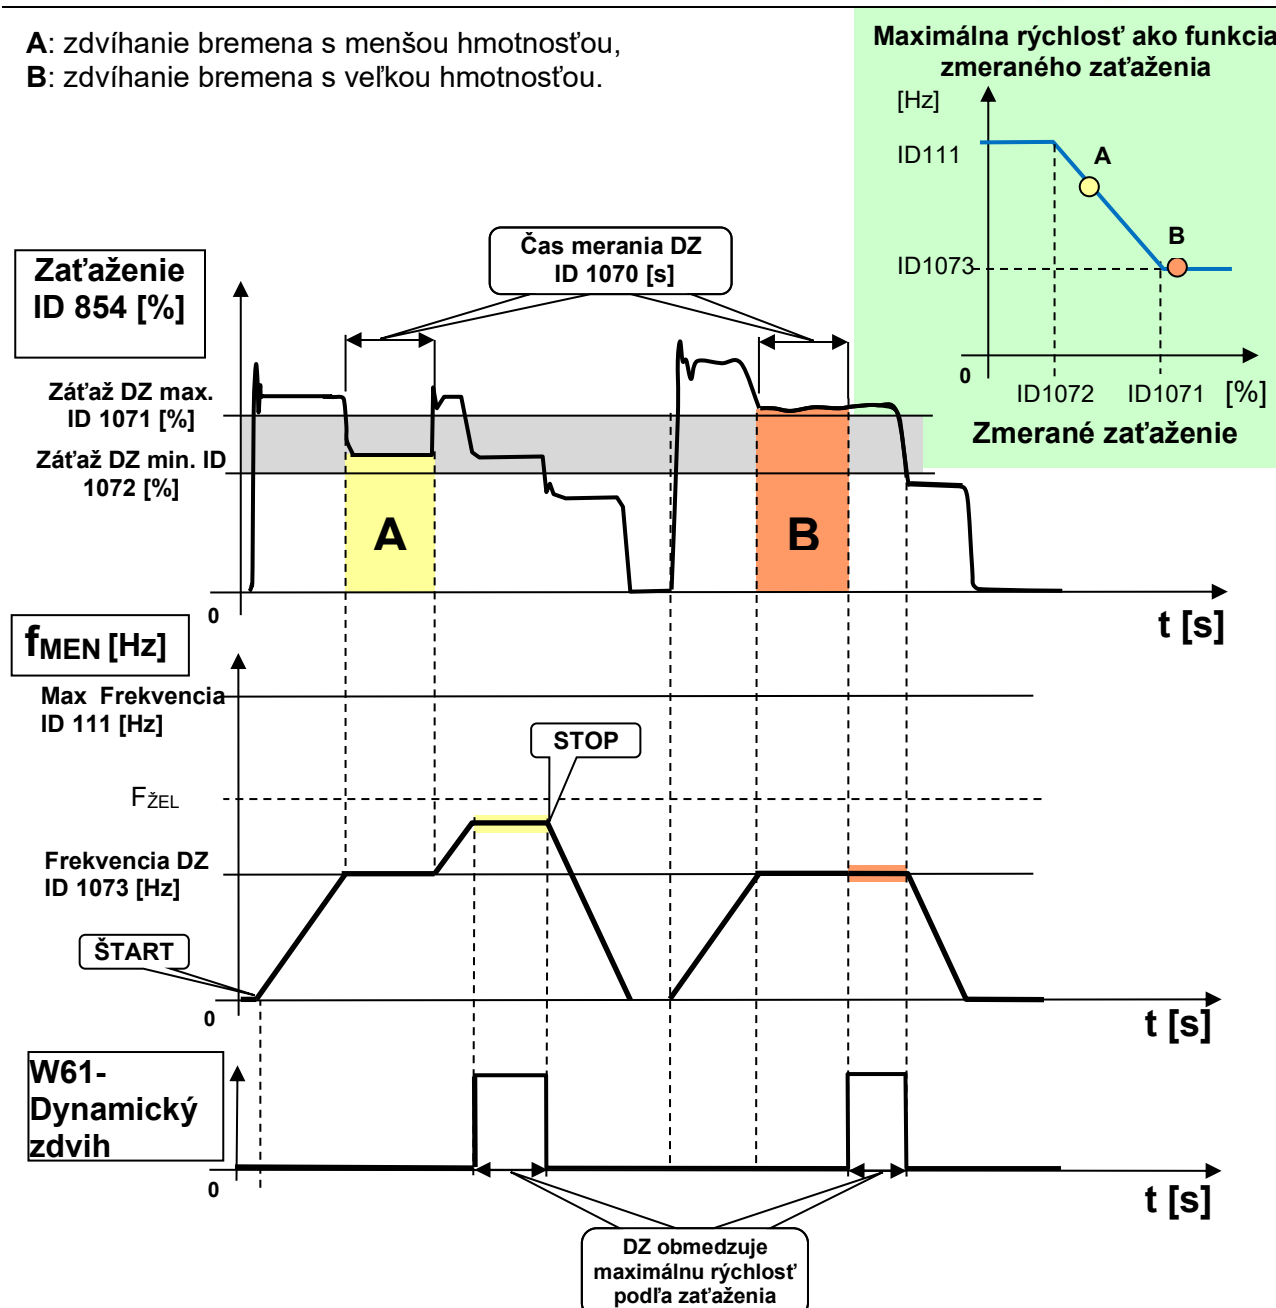 A: zdvíhanie bremena s menšou hmotnosťou,
B: zdvíhanie bremena s veľkou hmotnosťou.
Maximálna rýchlosť ako funkcia
zmeraného zaťaženia
[Hz]
ID111
A
B
ID1073
0
ID1072
ID1071
[%]
Zmerané zaťaženie
Zaťaženie
ID 854 [%]
Čas merania DZ
ID 1070 [s]
Záťaž DZ max.
ID 1071 [%]
Záťaž DZ min. ID
1072 [%]
A
B
0
t [s]
fMEN [Hz]
Max Frekvencia
ID 111 [Hz]
STOP
FŽEL
Frekvencia DZ
ID 1073 [Hz]
ŠTART
0
t [s]
W61-
Dynamický
zdvih
0
t [s]
DZ obmedzuje
maximálnu rýchlosť
podľa zaťaženia